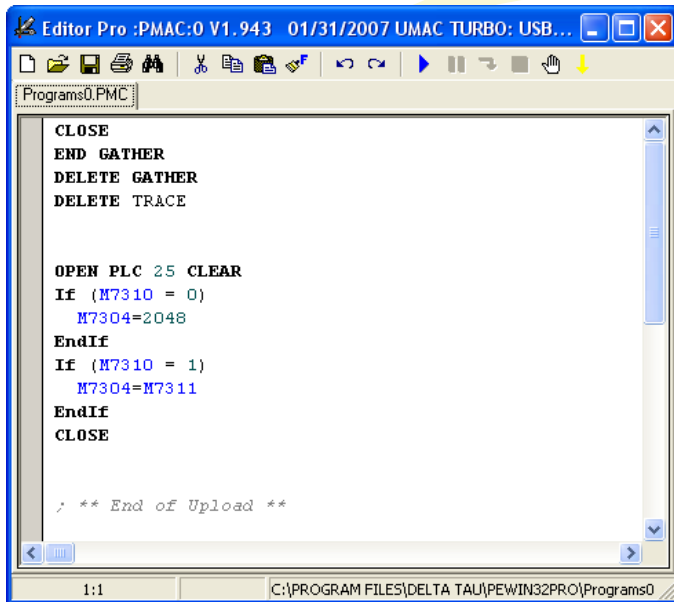 Editor Pro :PMAC:0 V1.943 01/31/2007 UMAC TURBO: USB...
Programs0.PMC
CLOSE
END GATHER
DELETE GATHER
DELETE TRACE
OPEN PLC 25 CLEAR
If (M7310 = 0)
M7304=2048
EndIf
If (M7310 = 1)
M7304=M7311
EndIf
CLOSE
; ** End of Upload **
1:1
C:\PROGRAM FILES\DELTA TAU\PEWIN32PRO\Programs0